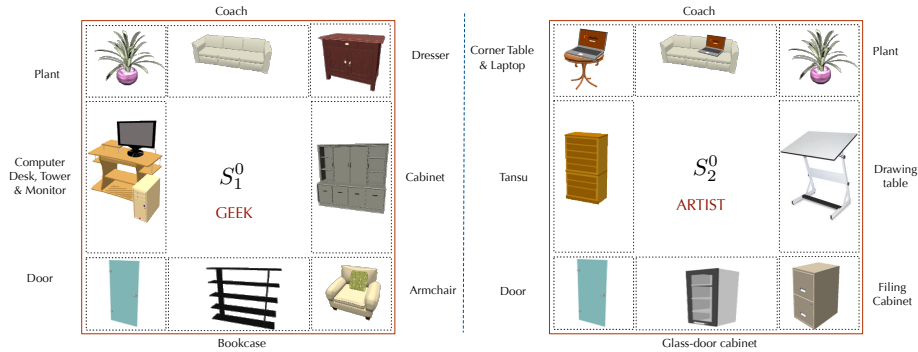 Coach
Plant
Dresser
Computer
Desk, Tower
& Monitor
S₁⁰
GEEK
Cabinet
Door
Armchair
Bookcase
Coach
Corner Table
& Laptop
Plant
Tansu
S₂⁰
ARTIST
Drawing
table
Door
Filing
Cabinet
Glass-door cabinet